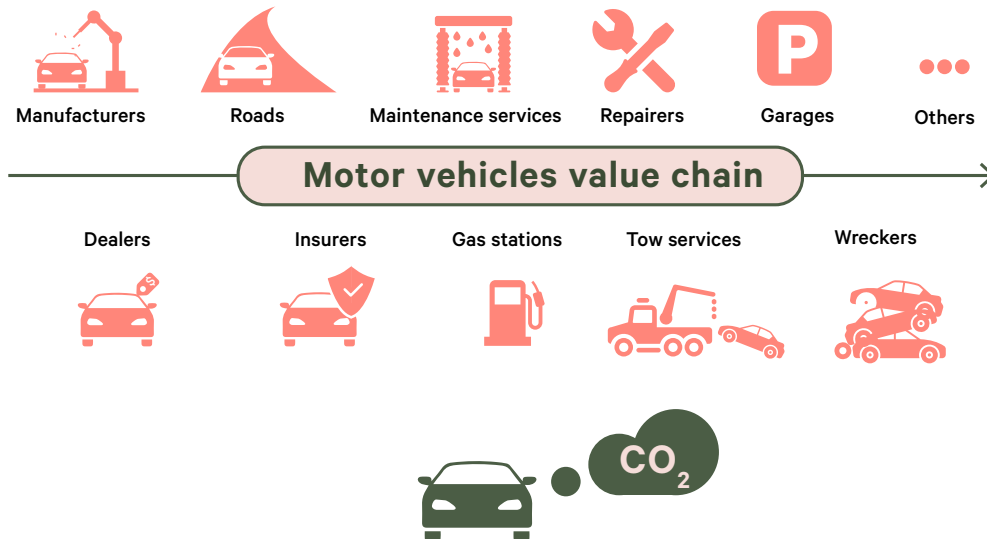 P
Manufacturers
Roads
Maintenance services
Repairers
Garages
Others
Motor vehicles value chain
Dealers
Insurers
Gas stations
Tow services
Wreckers
$
CO₂